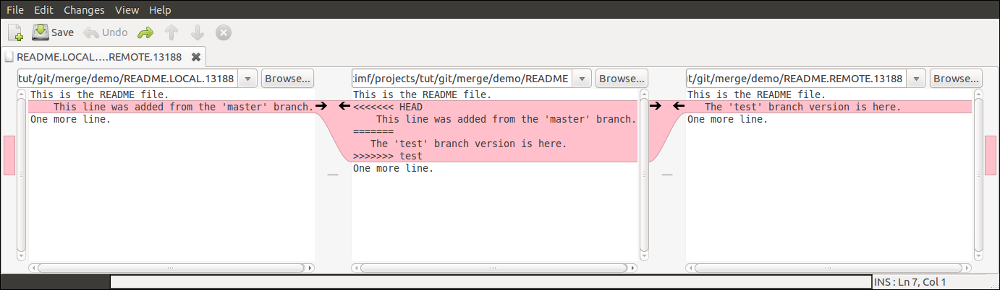 File Edit Changes View Help
Save Undo
README.LOCAL....REMOTE.13188
tut/git/merge/demo/README.LOCAL.13188 Browse... :imf/projects/tut/git/merge/demo/README Browse... t/git/merge/demo/README.REMOTE.13188 Browse...
This is the README file.
This line was added from the 'master' branch.
One more line.
This is the README file.
<<<<<<< HEAD
This line was added from the 'master' branch.
=======
The 'test' branch version is here.
>>>>>>> test
One more line.
This is the README file.
The 'test' branch version is here.
One more line.
INS : Ln 7, Col 1